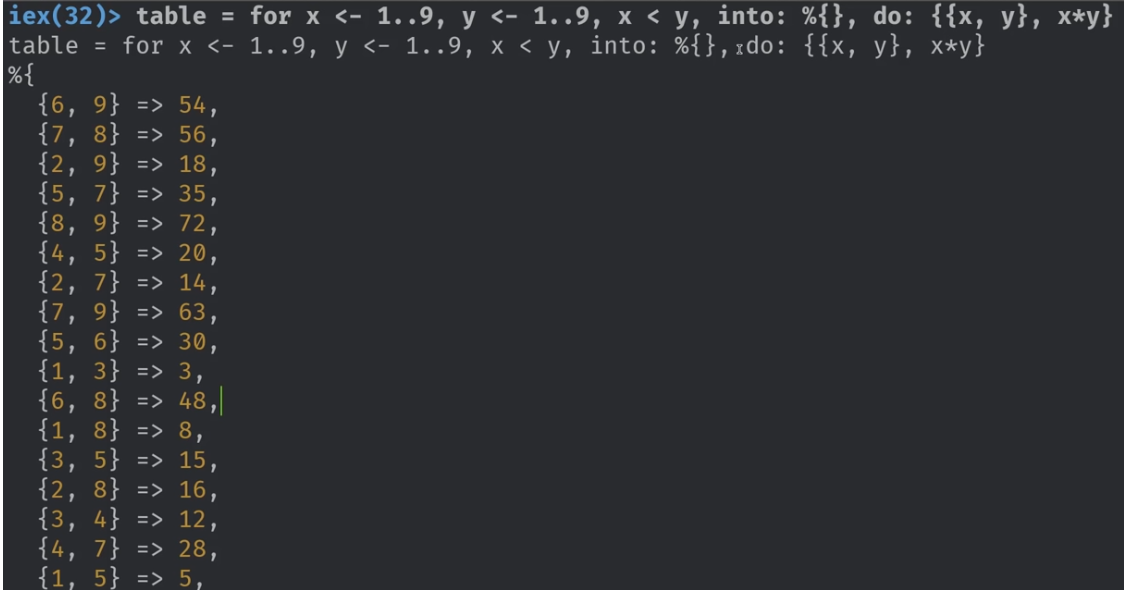 iex(32)> table = for x <- 1..9, y <- 1..9, x < y, into: %{}, do: {{x, y}, x*y}
table = for x <- 1..9, y <- 1..9, x < y, into: %{}, do: {{x, y}, x*y}
%{
  {6, 9} => 54,
  {7, 8} => 56,
  {2, 9} => 18,
  {5, 7} => 35,
  {8, 9} => 72,
  {4, 5} => 20,
  {2, 7} => 14,
  {7, 9} => 63,
  {5, 6} => 30,
  {1, 3} => 3,
  {6, 8} => 48,
  {1, 8} => 8,
  {3, 5} => 15,
  {2, 8} => 16,
  {3, 4} => 12,
  {4, 7} => 28,
  {1, 5} => 5,